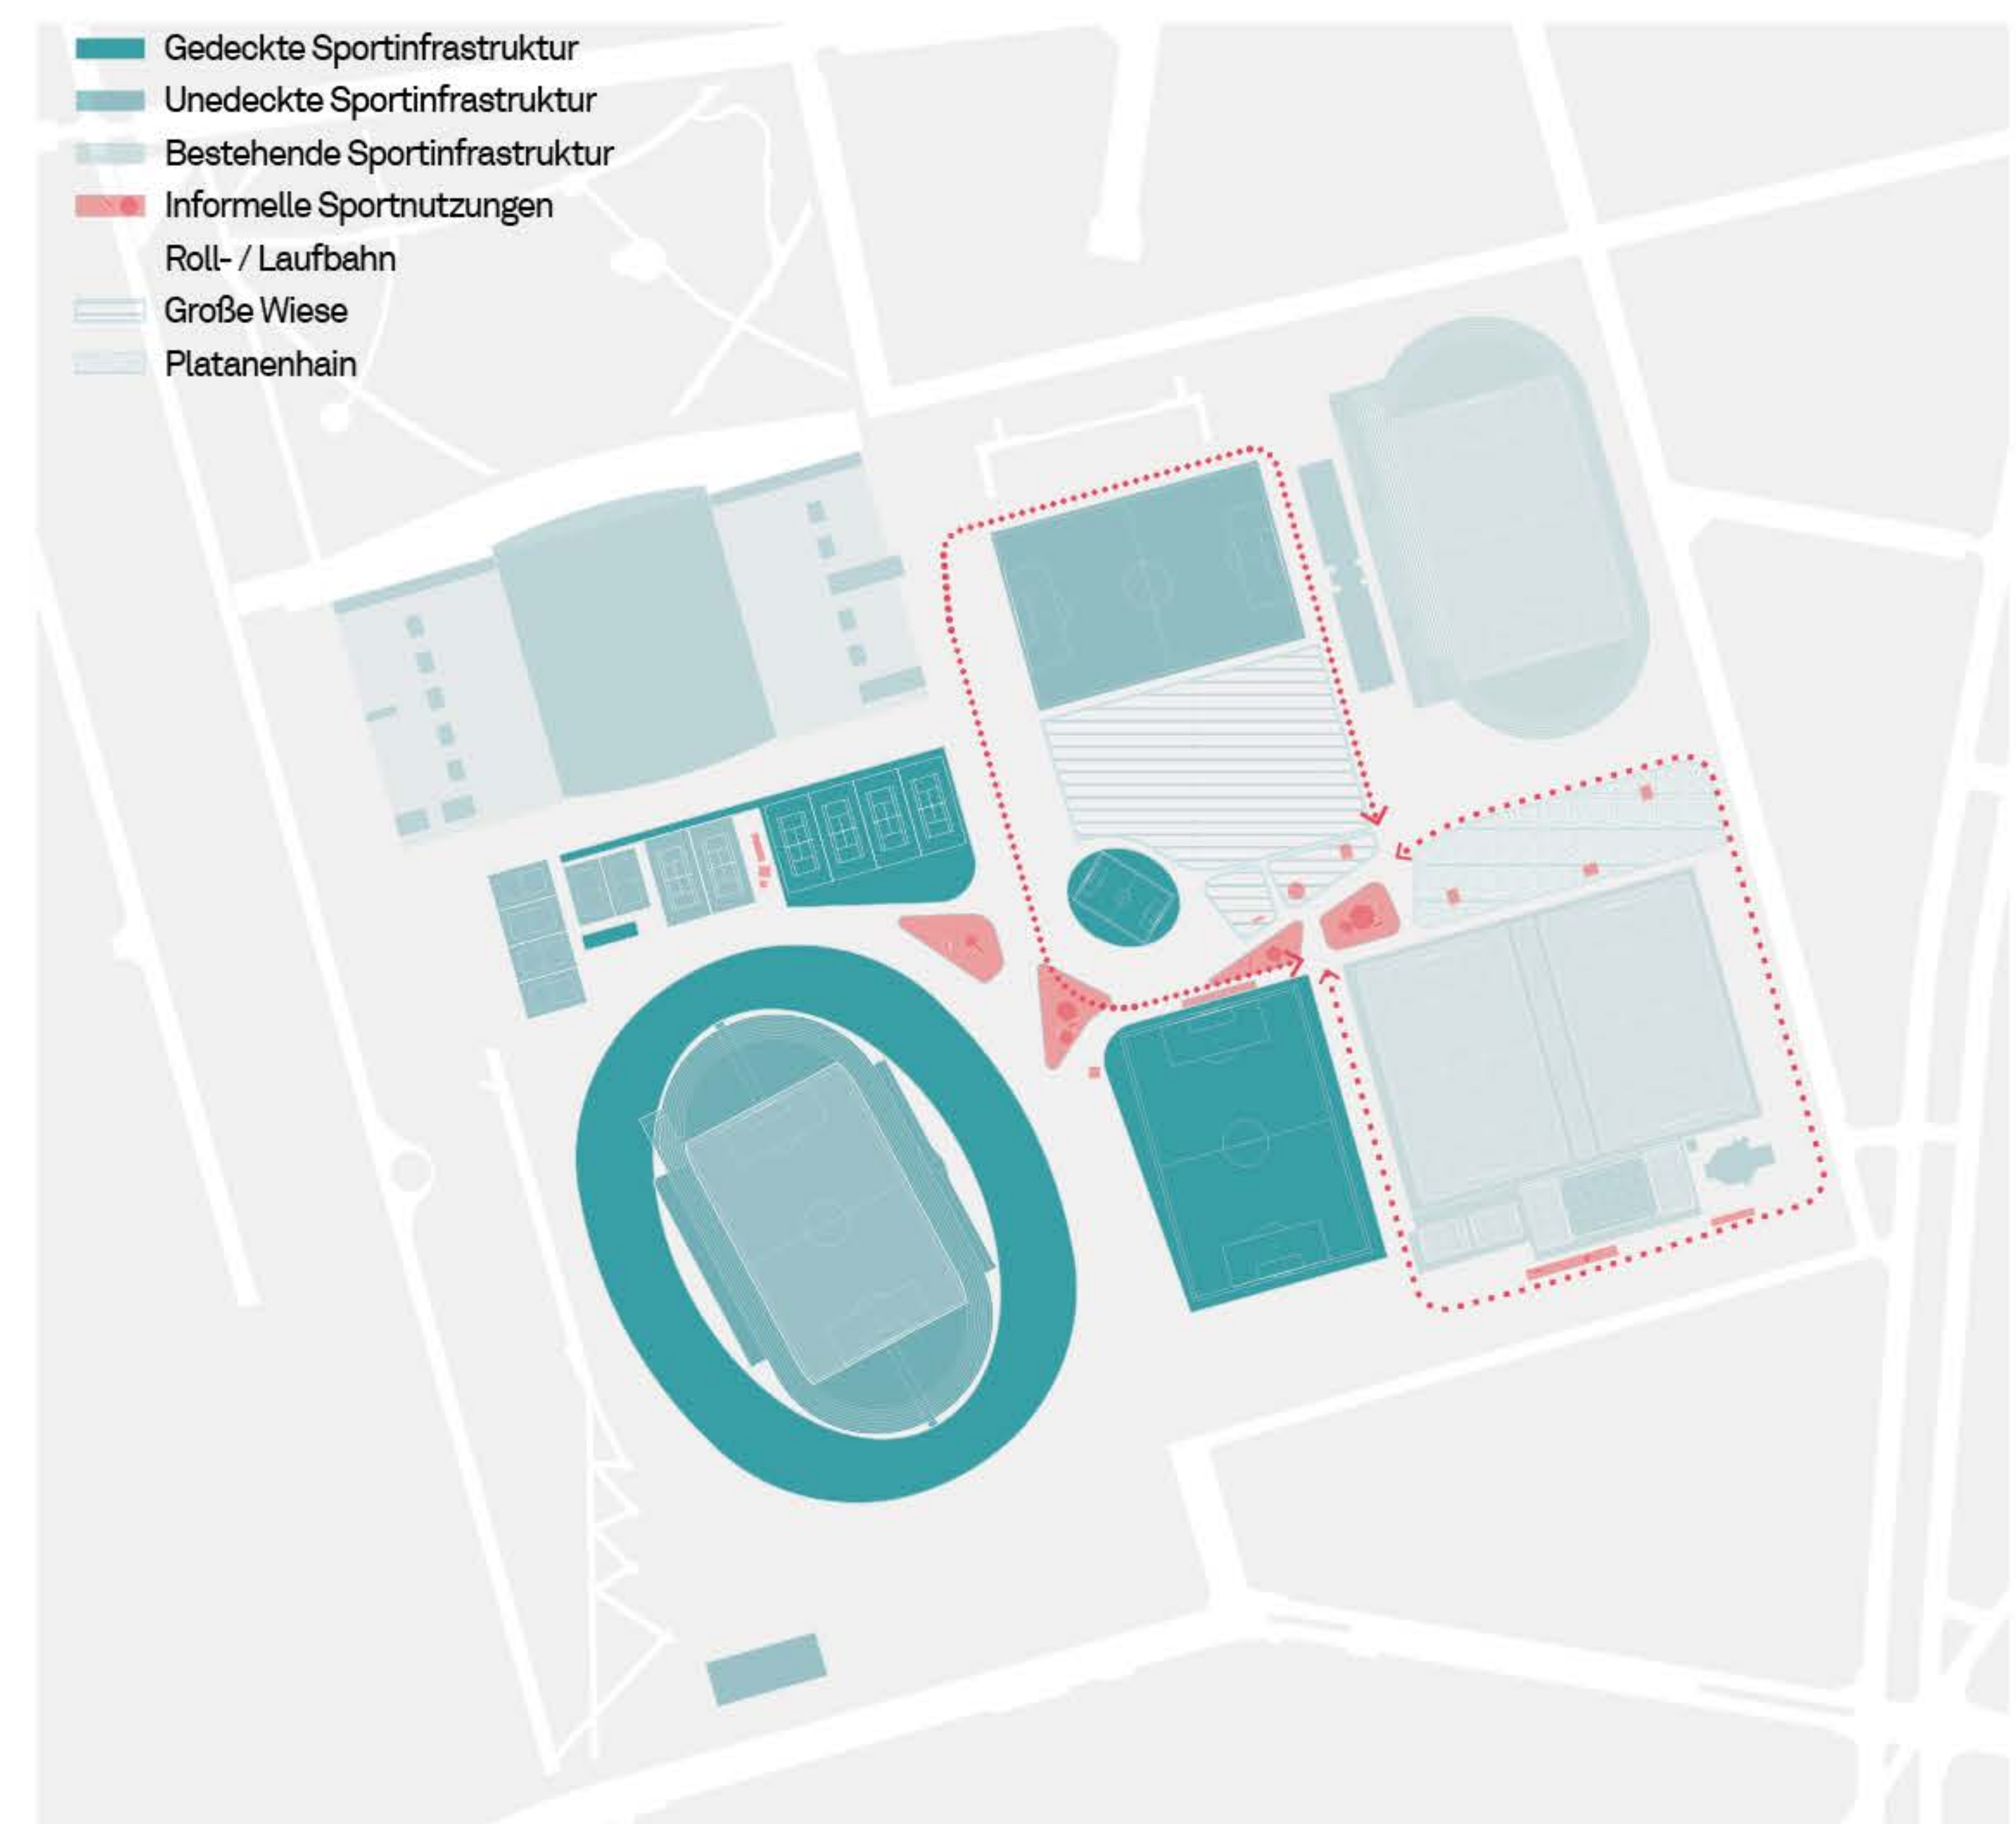 Gedeckte Sportinfrastruktur
Unedeckte Sportinfrastruktur
Bestehende Sportinfrastruktur
Informelle Sportnutzungen
Roll- / Laufbahn
Große Wiese
Platanenhain